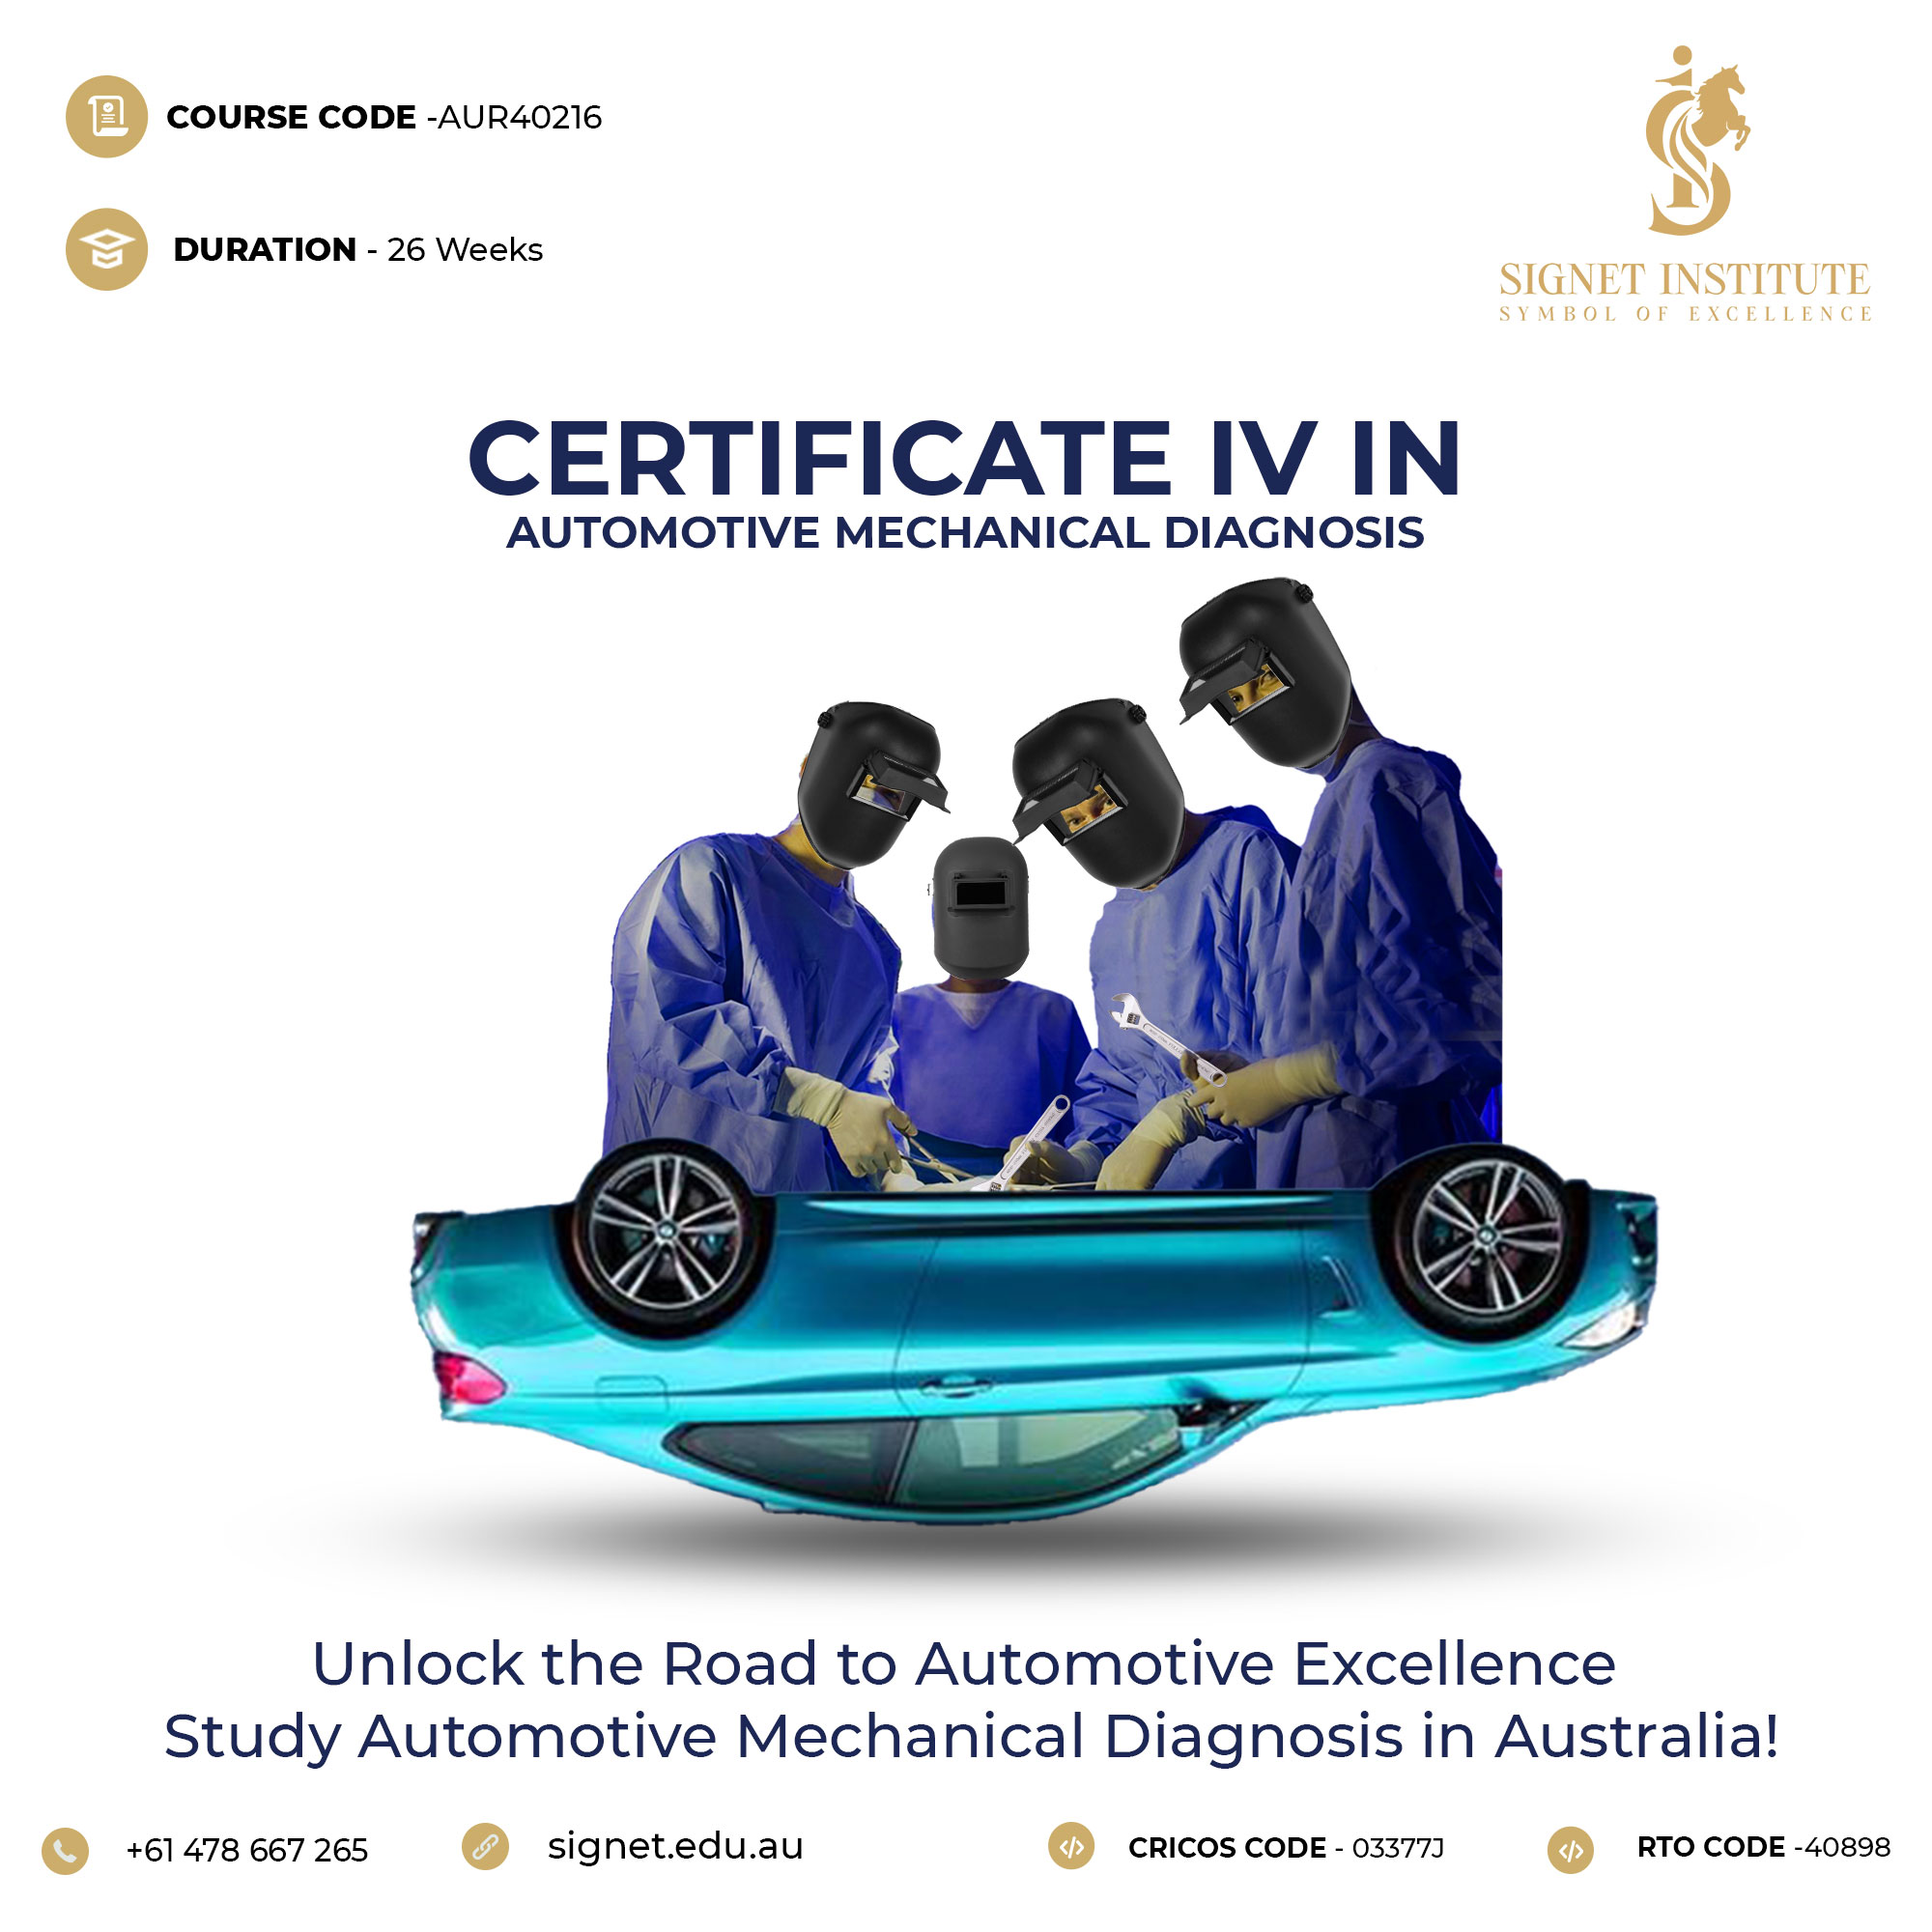 COURSE CODE -AUR40216
DURATION - 26 Weeks
SIGNET INSTITUTE
SYMBOL OF EXCELLENCE
CERTIFICATE IV IN
AUTOMOTIVE MECHANICAL DIAGNOSIS
Unlock the Road to Automotive Excellence
Study Automotive Mechanical Diagnosis in Australia!
+61 478 667 265
signet.edu.au
CRICOS CODE - 03377J
RTO CODE -40898